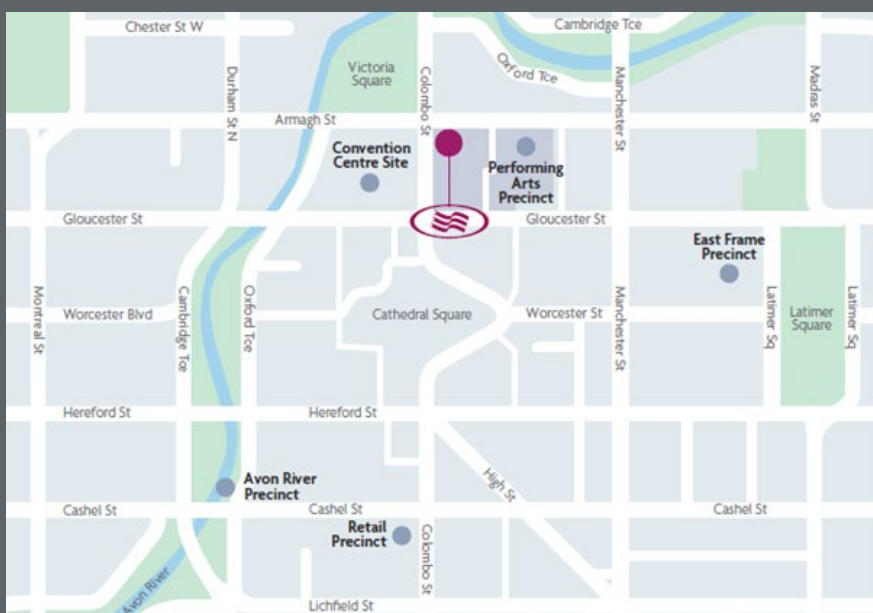 Chester St W
Cambridge Tce
Oxford Tce
Victoria
Square
Durham St N
Colombo St
Manchester St
Madras St
Armagh St
Convention
Centre Site
Performing
Arts
Precinct
Gloucester St
Gloucester St
East Frame
Precinct
Montreal St
Worcester Blvd
Cambridge Tce
Oxford Tce
Cathedral Square
Worcester St
Manchester St
Latimer Sq
Latimer
Square
Latimer Sq
Hereford St
Hereford St
Avon River
Precinct
High St
Cashel St
Cashel St
Cashel St
Retail
Precinct
Colombo St
Avon River
Lichfield St